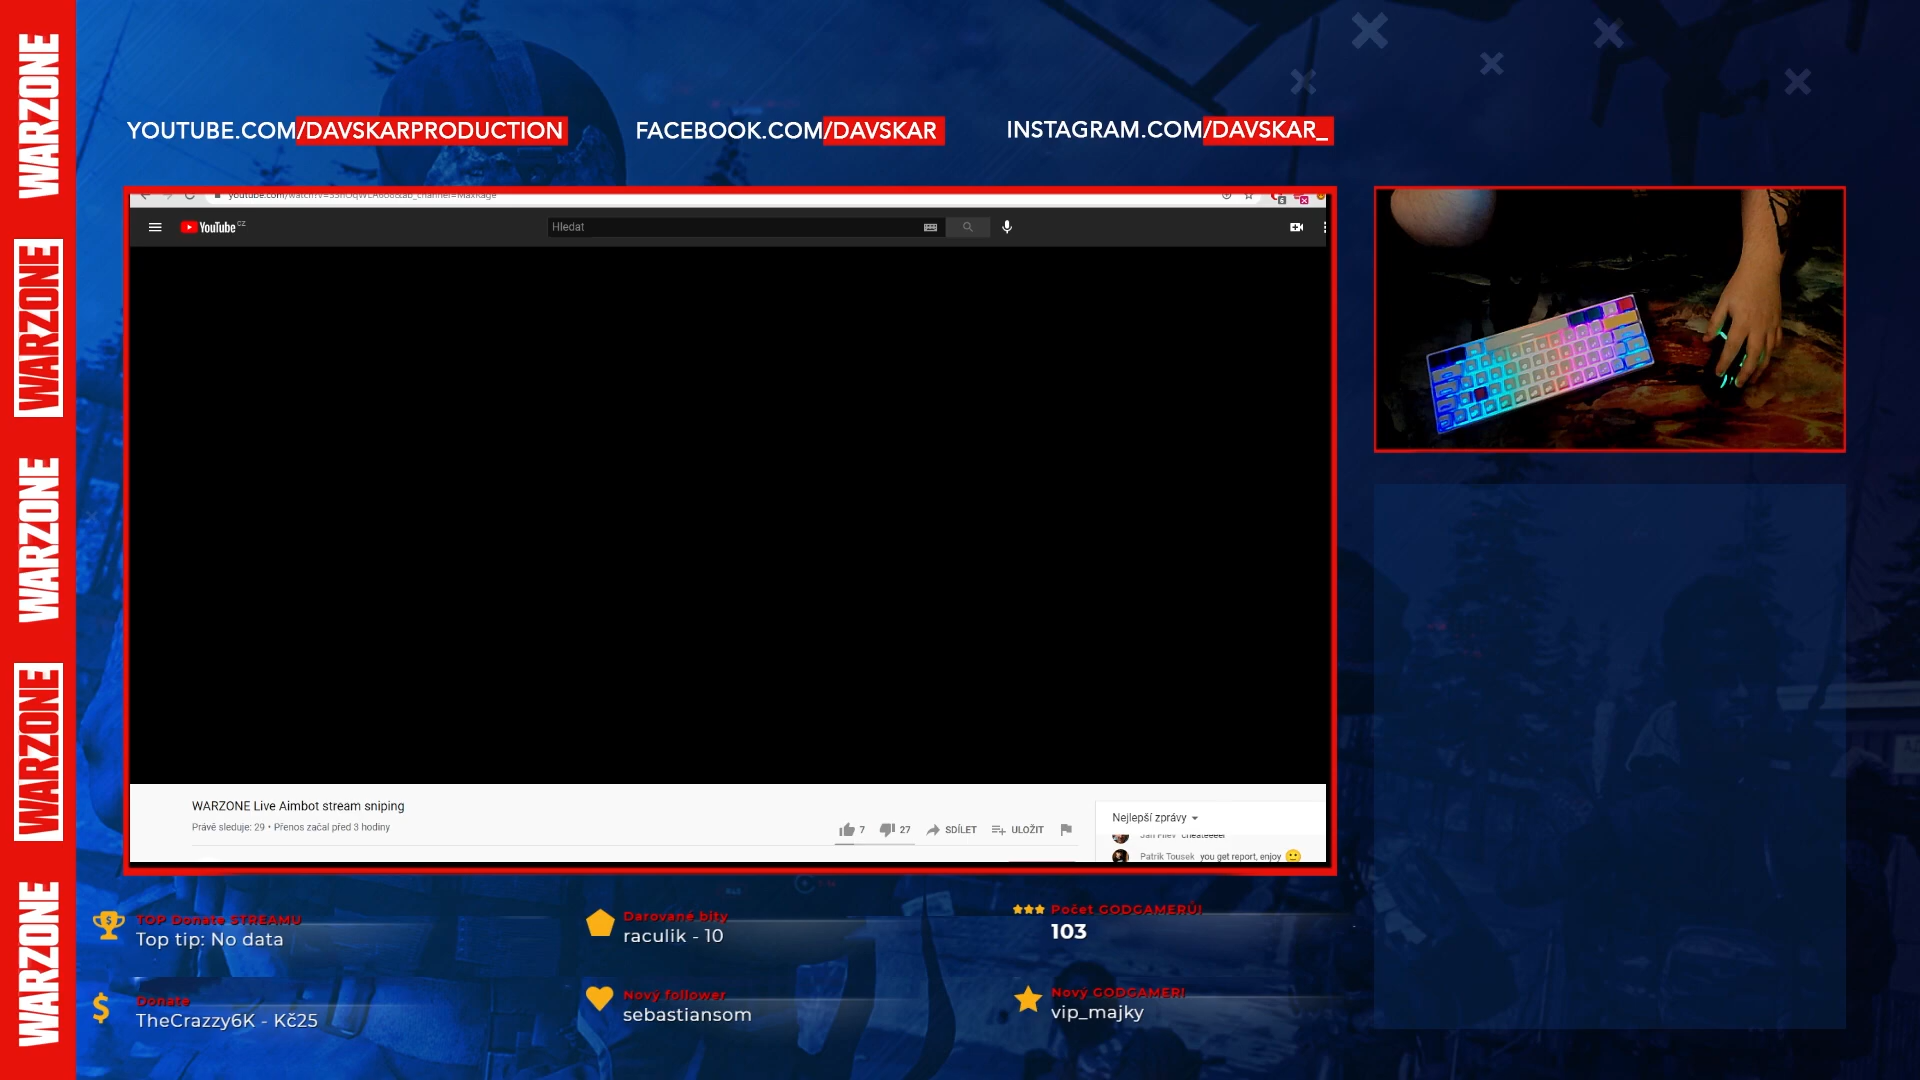 WARZONE
WARZONE
WARZONE
WARZONE
WARZONE
YOUTUBE.COM/DAVSKARPRODUCTION
FACEBOOK.COM/DAVSKAR
INSTAGRAM.COM/DAVSKAR_
YouTube CZ
Hledat
WARZONE Live Aimbot stream sniping
Právě sleduje: 29 • Přenos začal před 3 hodiny
7
27
SDÍLET
ULOŽIT
Nejlepší zprávy
Patrik Tousek you get report, enjoy 🙂
TOP Donate STREAMU
Top tip: No data
Darované bity
raculik - 10
Počet GODGAMERŮ!
103
Donate
TheCrazzy6K - Kč25
Nový follower
sebastiansom
Nový GODGAMER!
vip_majky